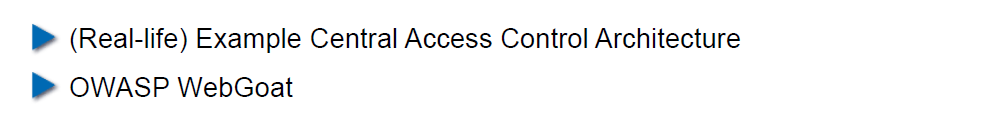 (Real-life) Example Central Access Control Architecture
OWASP WebGoat